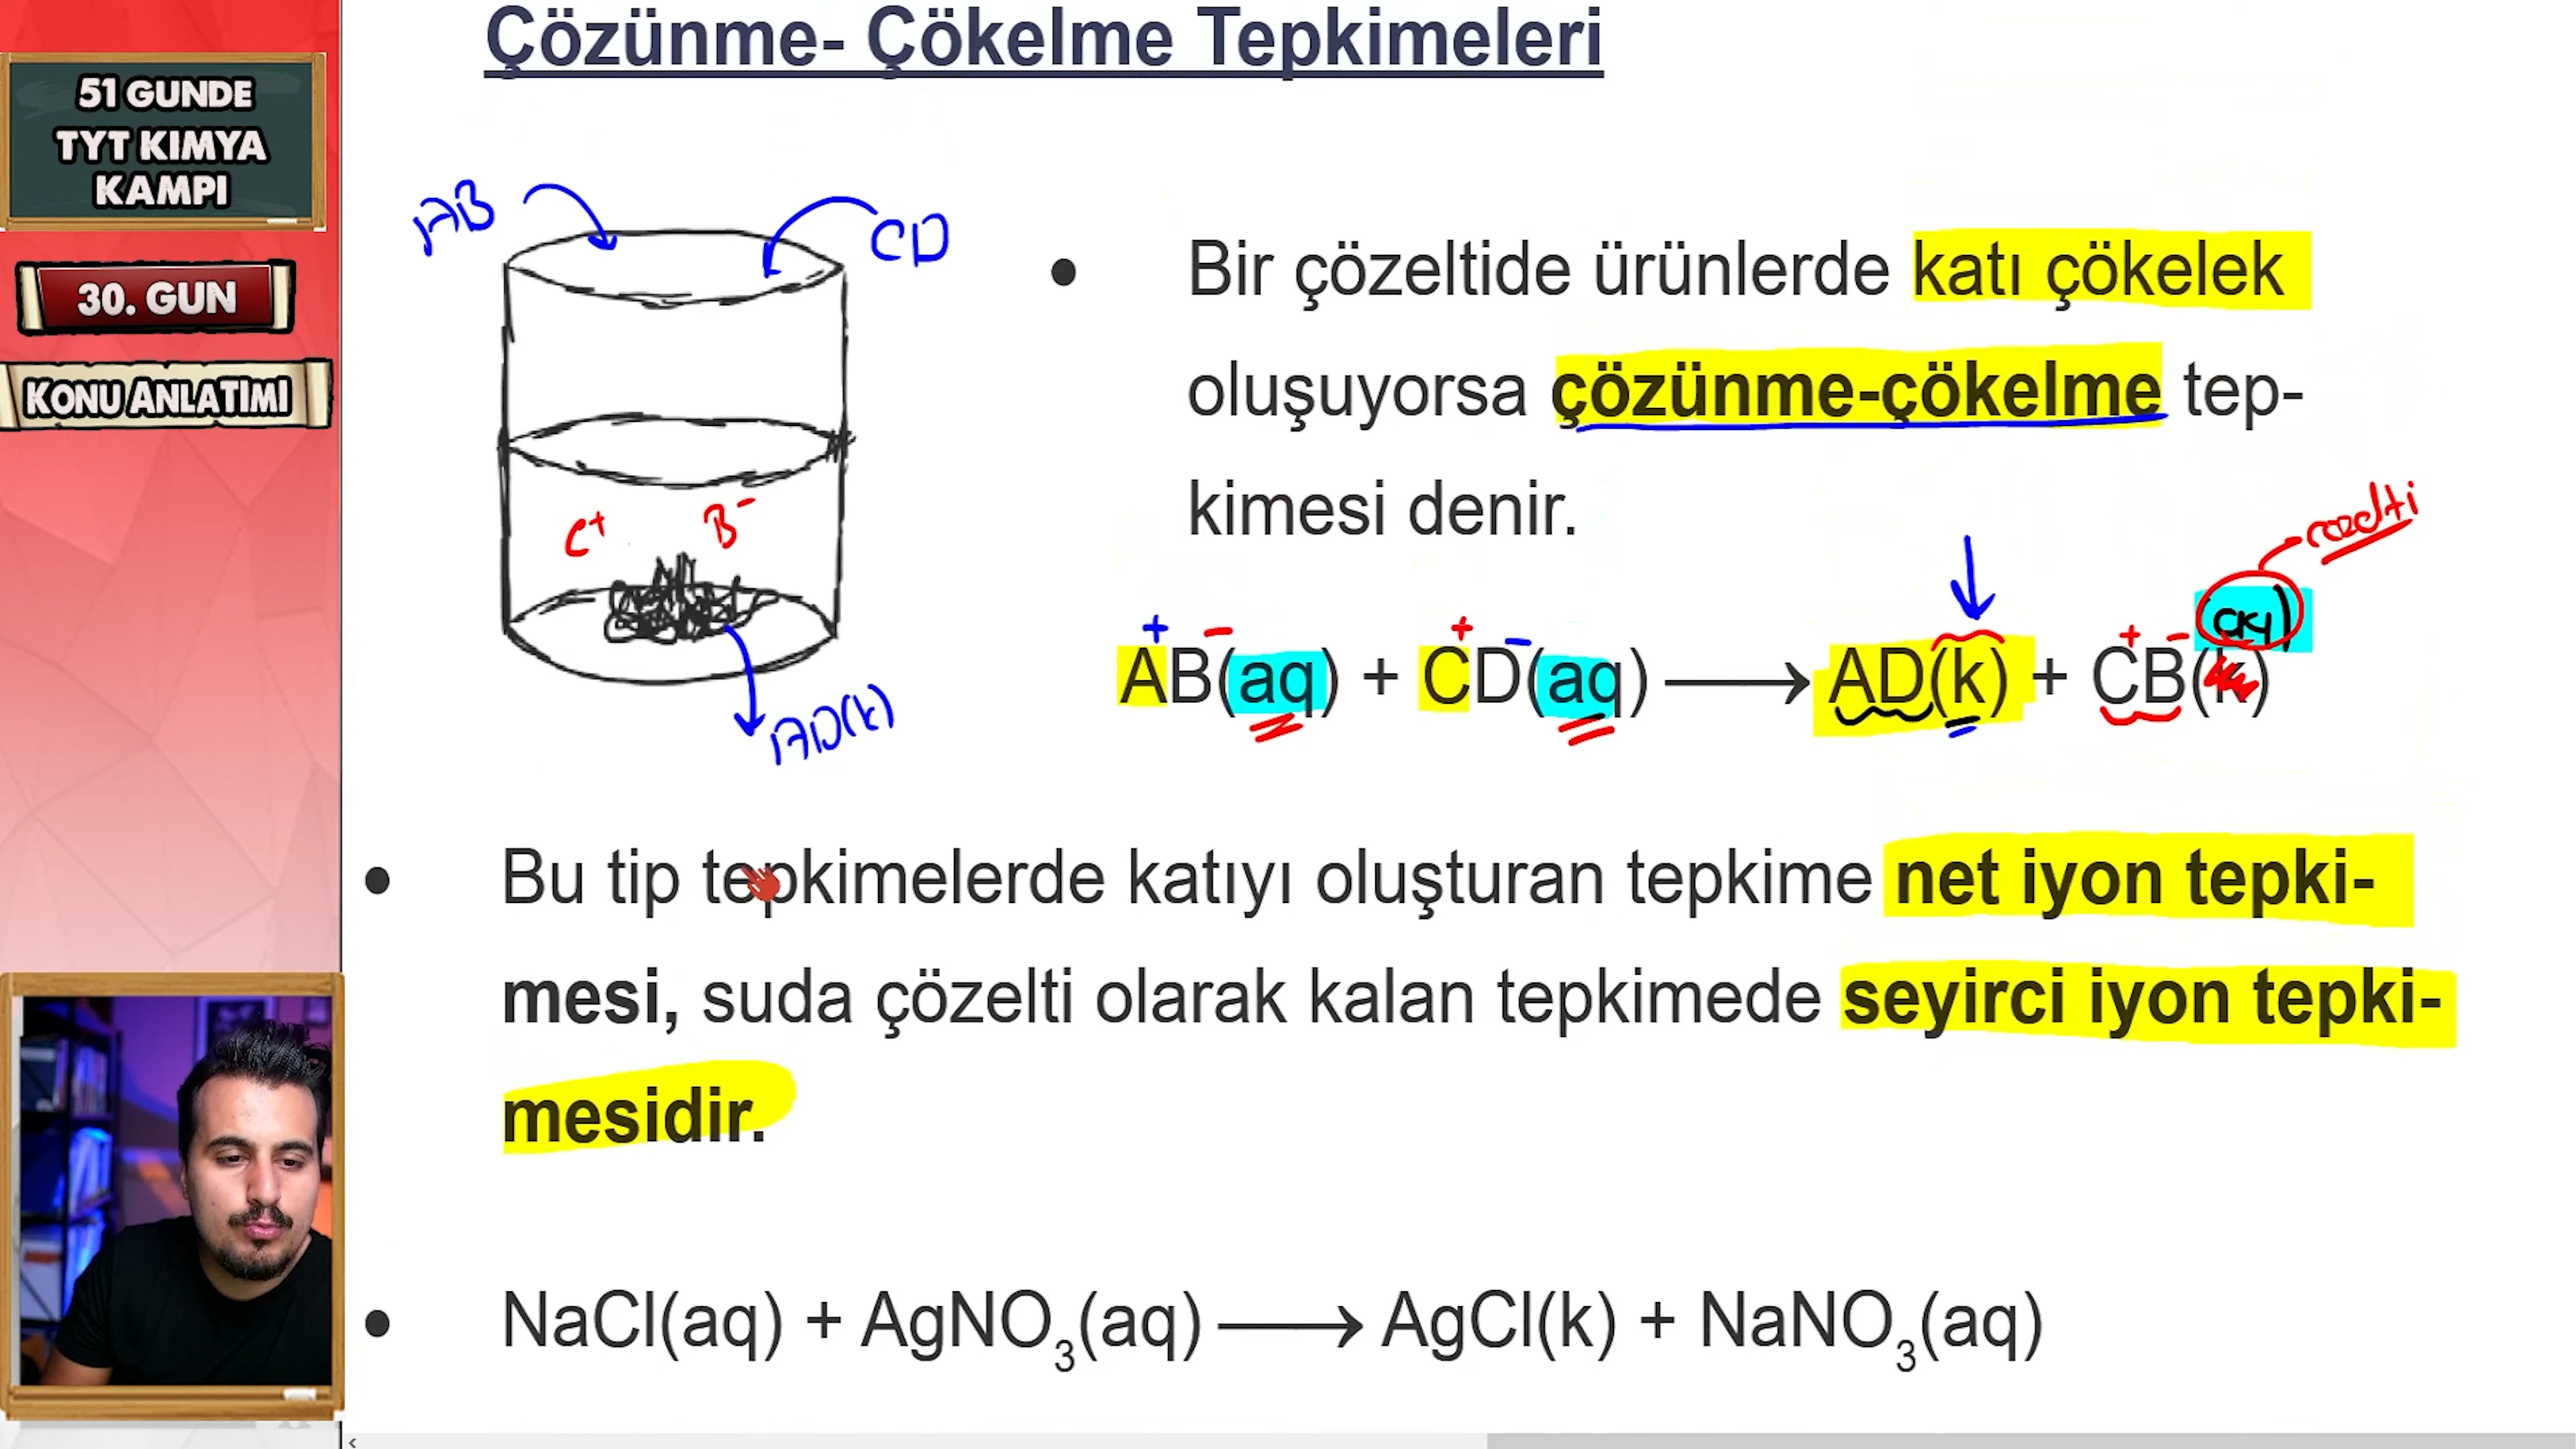 Çözünme- Çökelme Tepkimeleri
51 GUNDE
TYT KIMYA
KAMPI
30. GUN
KONU ANLATIMI
AB
CD
C+ B-
AD(k)
• Bir çözeltide ürünlerde katı çökelek
oluşuyorsa çözünme-çökelme tep-
kimesi denir.
+ - + - + - (aq)
AB(aq) + CD(aq) ⟶ AD(k) + CB(k)
• Bu tip tepkimelerde katıyı oluşturan tepkime net iyon tepki-
mesi, suda çözelti olarak kalan tepkimede seyirci iyon tepki-
mesidir.
• NaCl(aq) + AgNO₃(aq) ⟶ AgCl(k) + NaNO₃(aq)